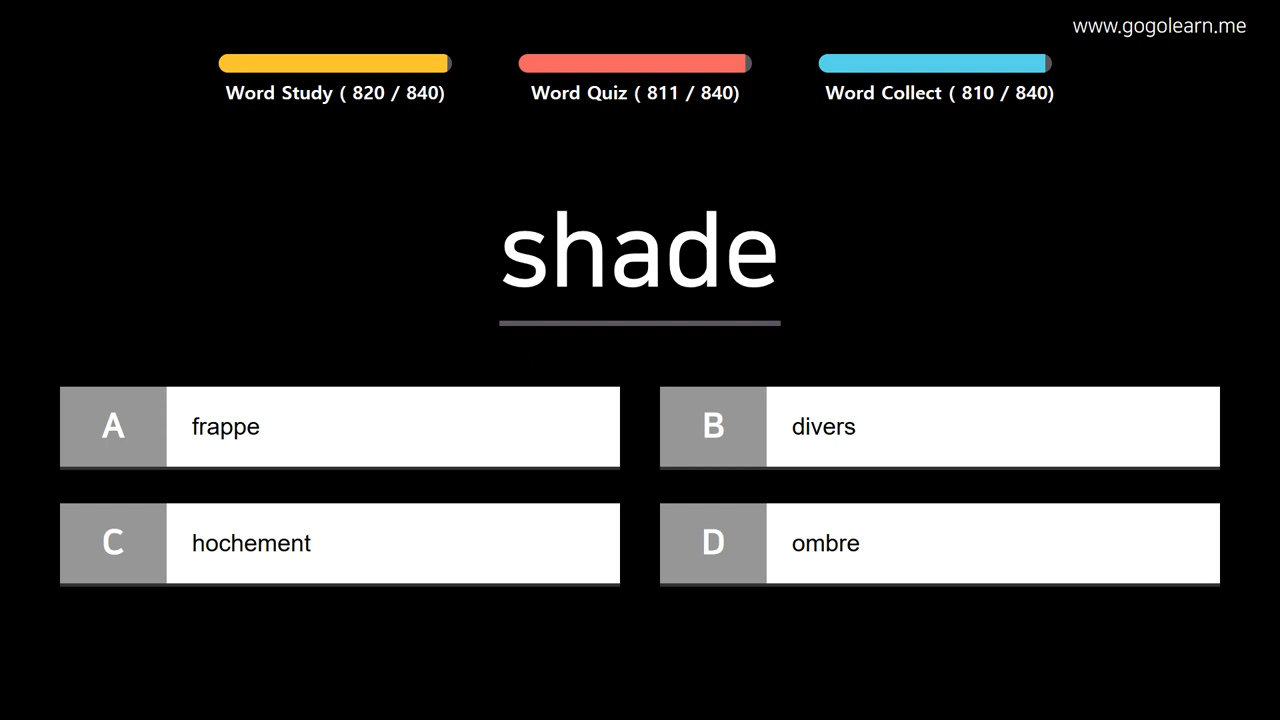 www.gogolearn.me
Word Study ( 820 / 840)
Word Quiz ( 811 / 840)
Word Collect ( 810 / 840)
shade
A frappe
B divers
C hochement
D ombre